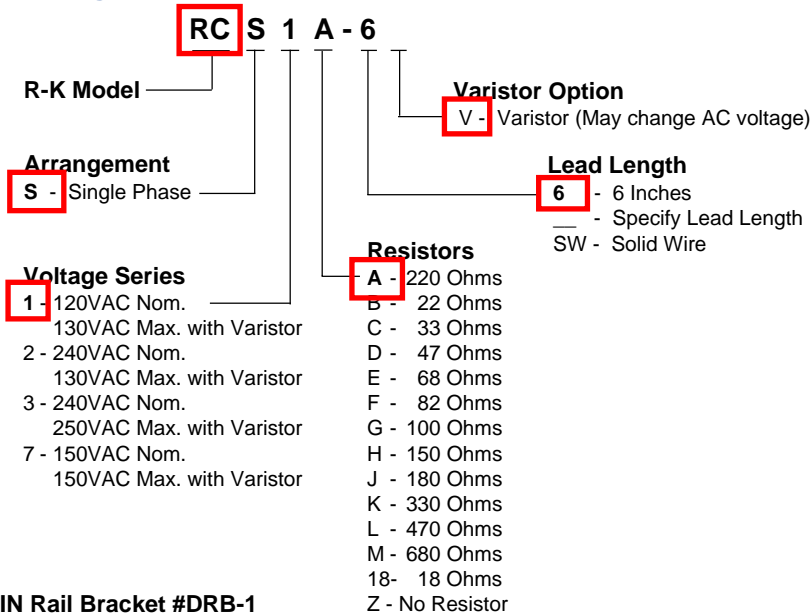 RC S 1 A - 6
R-K Model
Varistor Option
V - Varistor (May change AC voltage)
Arrangement
S - Single Phase
Lead Length
6 - 6 Inches
__ - Specify Lead Length
SW - Solid Wire
Voltage Series
1 - 120VAC Nom.
130VAC Max. with Varistor
2 - 240VAC Nom.
130VAC Max. with Varistor
3 - 240VAC Nom.
250VAC Max. with Varistor
7 - 150VAC Nom.
150VAC Max. with Varistor
Resistors
A - 220 Ohms
B - 22 Ohms
C - 33 Ohms
D - 47 Ohms
E - 68 Ohms
F - 82 Ohms
G - 100 Ohms
H - 150 Ohms
J - 180 Ohms
K - 330 Ohms
L - 470 Ohms
M - 680 Ohms
18- 18 Ohms
Z - No Resistor
IN Rail Bracket #DRB-1